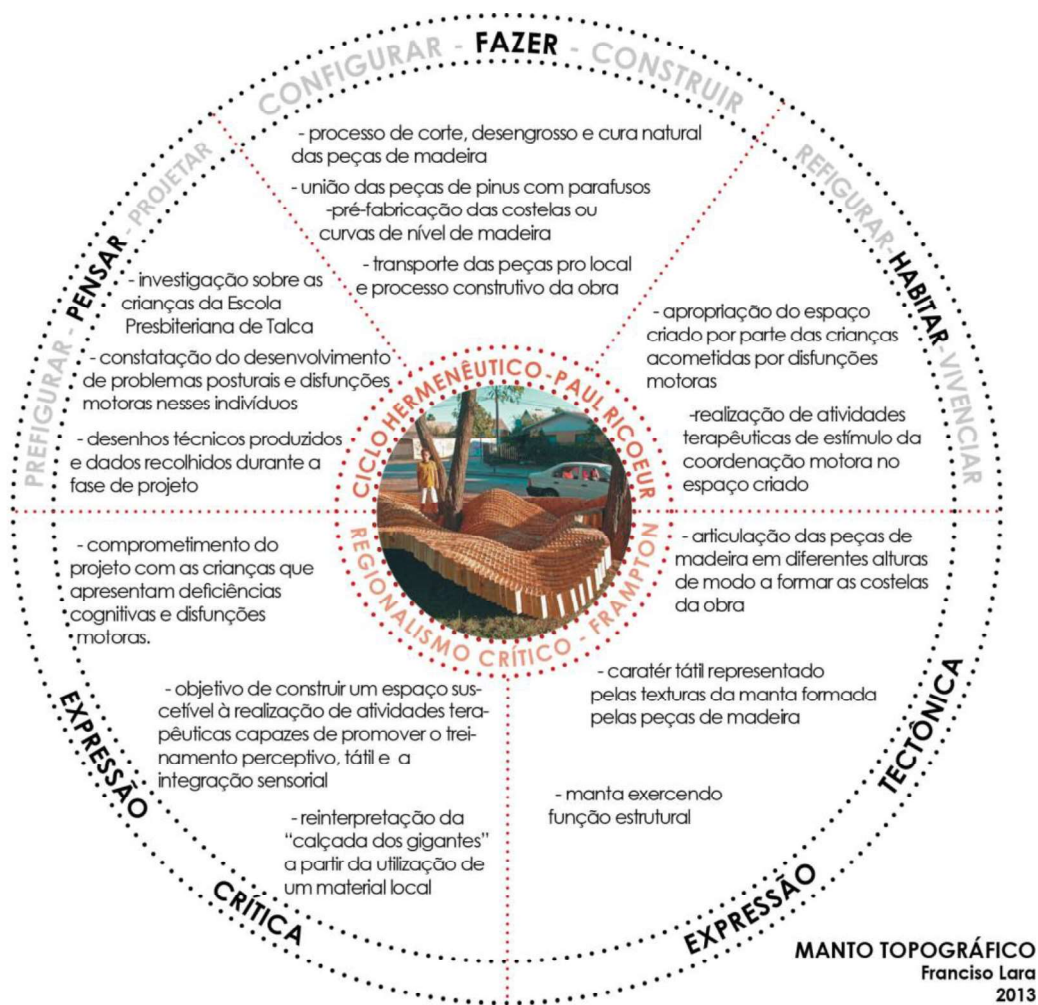 CONFIGURAR - FAZER - CONSTRUIR
- processo de corte, desengrosso e cura natural
das peças de madeira
- união das peças de pinus com parafusos
-pré-fabricação das costelas ou
curvas de nível de madeira
- transporte das peças pro local
e processo construtivo da obra
PREFIGURAR - PENSAR - PROJETAR
- investigação sobre as
crianças da Escola
Presbiteriana de Talca
- constatação do desenvolvimento
de problemas posturais e disfunções
motoras nesses indivíduos
- desenhos técnicos produzidos
e dados recolhidos durante a
fase de projeto
REFIGURAR-HABITAR-VIVENCIAR
- apropriação do espaço
criado por parte das crianças
acometidas por disfunções
motoras
-realização de atividades
terapêuticas de estímulo da
coordenação motora no
espaço criado
CICLO HERMENÊUTICO-PAUL RICOEUR
REGIONALISMO CRÍTICO - FRAMPTON
- comprometimento do
projeto com as crianças que
apresentam deficiências
cognitivas e disfunções
motoras.
- objetivo de construir um espaço sus-
cetível à realização de atividades tera-
pêuticas capazes de promover o trei-
namento perceptivo, tátil e a
integração sensorial
- reinterpretação da
“calçada dos gigantes”
a partir da utilização de
um material local
EXPRESSÃO CRÍTICA
- articulação das peças de
madeira em diferentes alturas
de modo a formar as costelas
da obra
- caratér tátil representado
pelas texturas da manta formada
pelas peças de madeira
- manta exercendo
função estrutural
EXPRESSÃO TECTÔNICA
MANTO TOPOGRÁFICO
Franciso Lara
2013